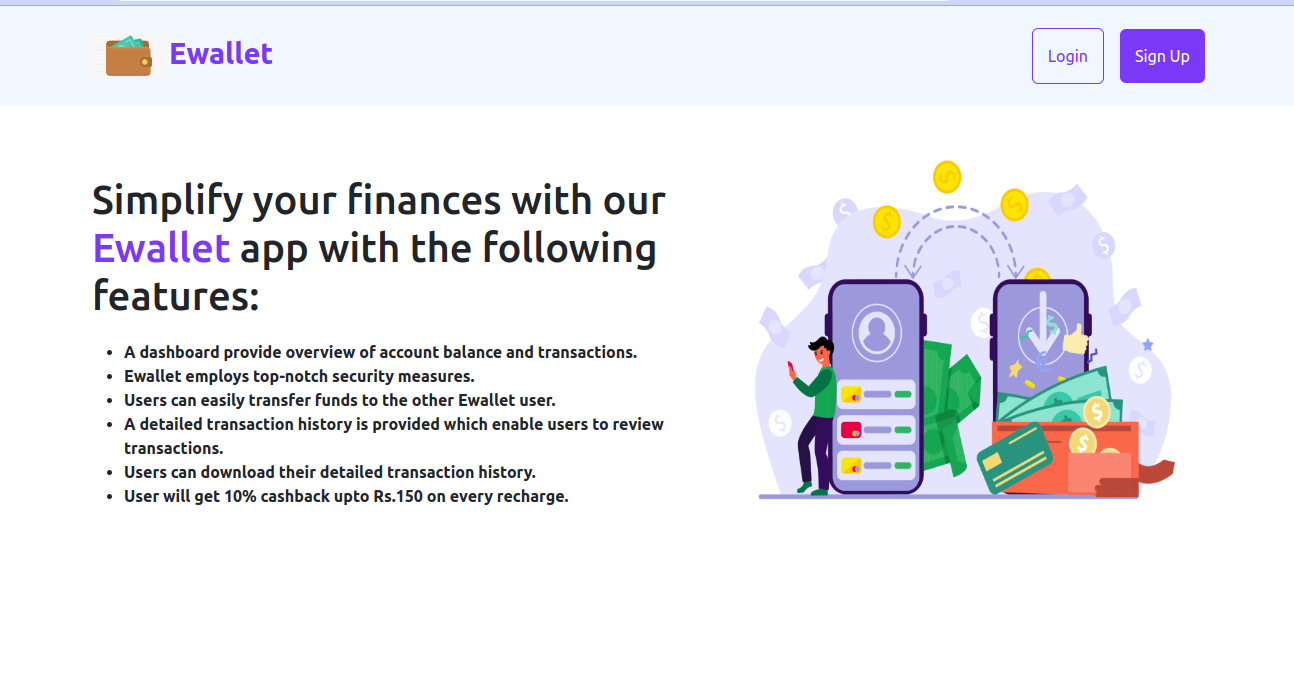 Ewallet
Login
Sign Up
Simplify your finances with our
Ewallet app with the following
features:
A dashboard provide overview of account balance and transactions.
Ewallet employs top-notch security measures.
Users can easily transfer funds to the other Ewallet user.
A detailed transaction history is provided which enable users to review
transactions.
Users can download their detailed transaction history.
User will get 10% cashback upto Rs.150 on every recharge.